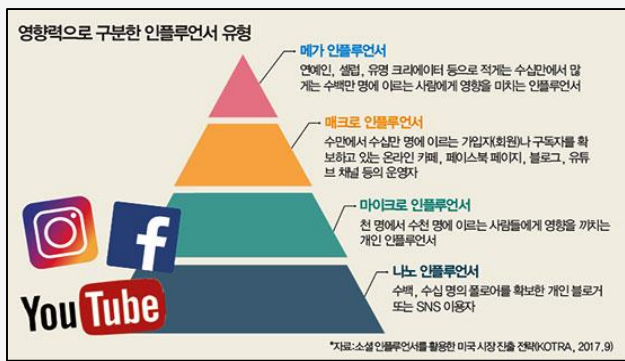 영향력으로 구분한 인플루언서 유형
메가 인플루언서
연예인, 셀럽, 유명 크리에이터 등으로 적게는 수십만에서 많
게는 수백만 명에 이르는 사람에게 영향을 미치는 인플루언서
매크로 인플루언서
수만에서 수십만 명에 이르는 가입자(회원)나 구독자를 확
보하고 있는 온라인 카페, 페이스북 페이지, 블로그, 유튜
브 채널 등의 운영자
마이크로 인플루언서
천 명에서 수천 명에 이르는 사람들에게 영향을 끼치는
개인 인플루언서
나노 인플루언서
수백, 수십 명의 폴로어를 확보한 개인 블로거
또는 SNS 이용자
f
YouTube
*자료:소셜 인플루언서를 활용한 미국 시장 진출 전략(KOTRA, 2017.9)